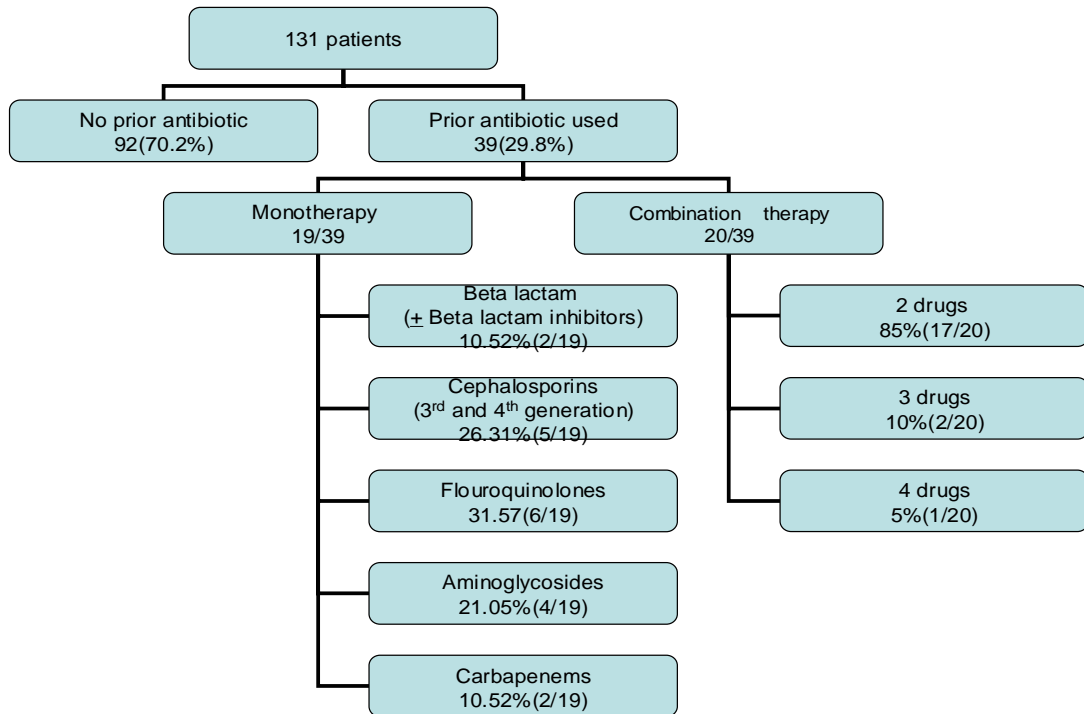 131 patients
No prior antibiotic
92(70.2%)
Prior antibiotic used
39(29.8%)
Monotherapy
19/39
Combination therapy
20/39
Beta lactam
(+ Beta lactam inhibitors)
10.52%(2/19)
Cephalosporins
(3rd and 4th generation)
26.31%(5/19)
Flouroquinolones
31.57(6/19)
Aminoglycosides
21.05%(4/19)
Carbapenems
10.52%(2/19)
2 drugs
85%(17/20)
3 drugs
10%(2/20)
4 drugs
5%(1/20)